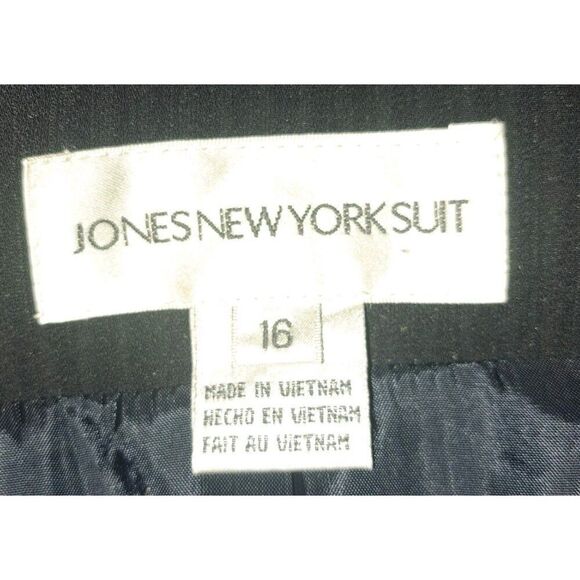 JONES NEW YORK SUIT
16
MADE IN VIETNAM
HECHO EN VIETNAM
FAIT AU VIETNAM